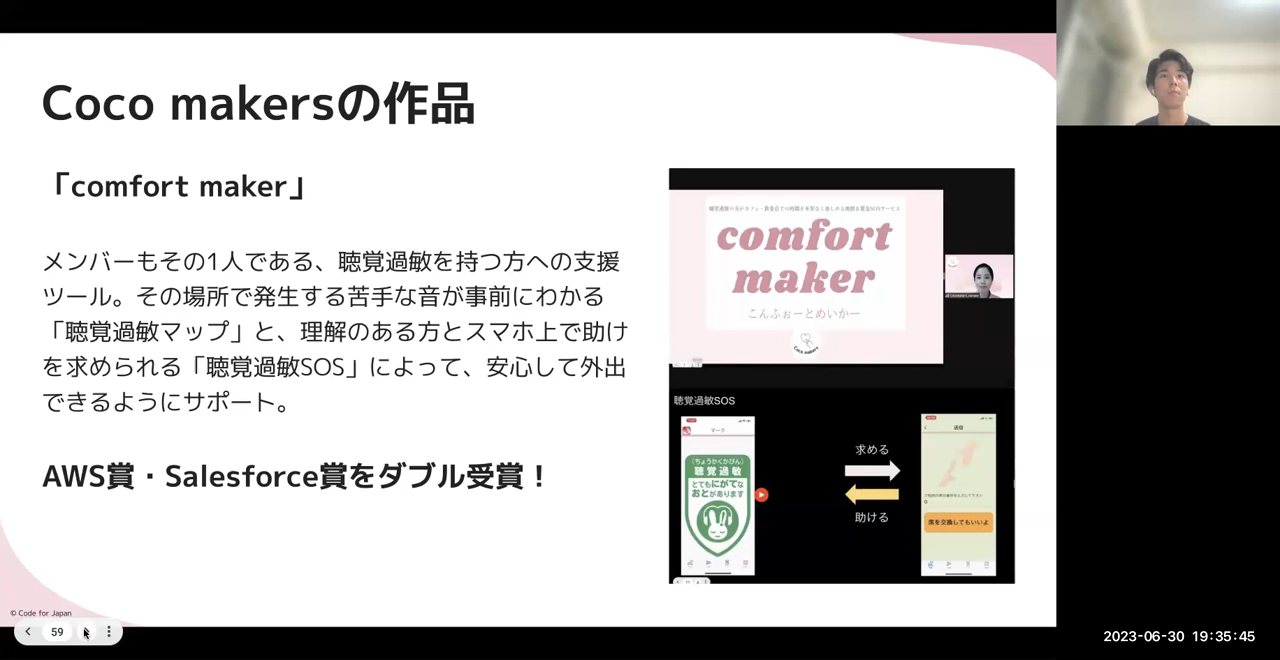 Coco makersの作品
「comfort maker」
メンバーもその1人である、聴覚過敏を持つ方への支援
ツール。その場所で発生する苦手な音が事前にわかる
「聴覚過敏マップ」と、理解のある方とスマホ上で助け
を求められる「聴覚過敏SOS」によって、安心して外出
できるようにサポート。
AWS賞・Salesforce賞をダブル受賞！
comfort
maker
こんふぉーとめいかー
Coco makers
聴覚過敏SOS
マーク
(ちょうかくかびん)
聴覚過敏
とてもにがてな
おとがあります
求める
助ける
通信
席を交換してもいいよ
© Code for Japan
59
2023-06-30 19:35:45